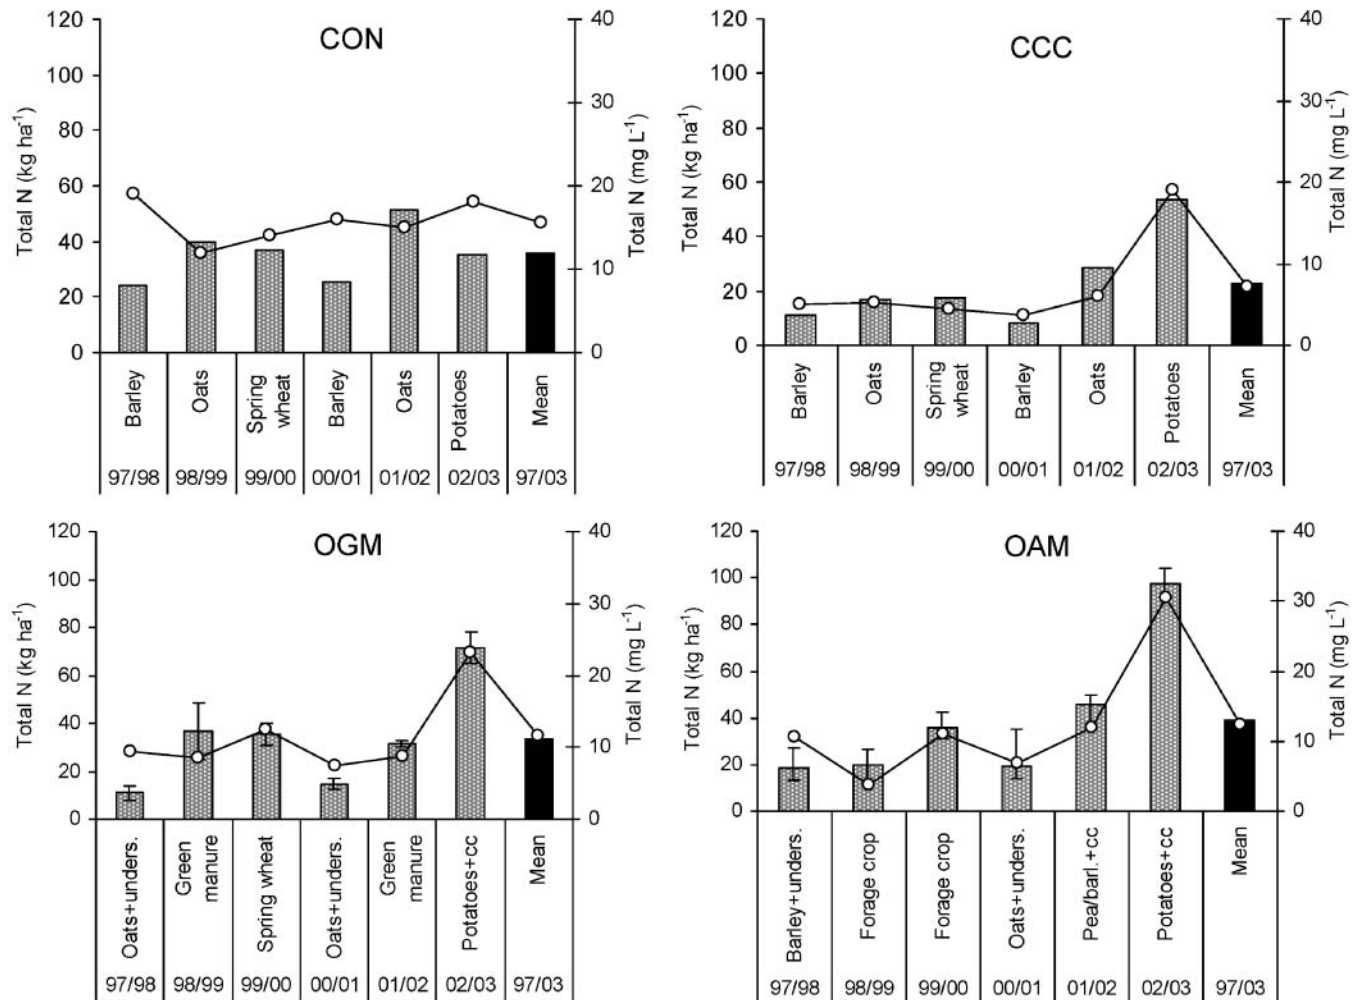 CON
Total N (kg ha⁻¹)
120
100
80
60
40
20
0
40
30
20
10
0
Total N (mg L⁻¹)
Barley
Oats
Spring
wheat
Barley
Oats
Potatoes
Mean
97/98 98/99 99/00 00/01 01/02 02/03 97/03
CCC
Total N (kg ha⁻¹)
120
100
80
60
40
20
0
40
30
20
10
0
Total N (mg L⁻¹)
Barley
Oats
Spring
wheat
Barley
Oats
Potatoes
Mean
97/98 98/99 99/00 00/01 01/02 02/03 97/03
OGM
Total N (kg ha⁻¹)
120
100
80
60
40
20
0
40
30
20
10
0
Total N (mg L⁻¹)
Oats+unders.
Green
manure
Spring wheat
Oats+unders.
Green
manure
Potatoes+cc
Mean
97/98 98/99 99/00 00/01 01/02 02/03 97/03
OAM
Total N (kg ha⁻¹)
120
100
80
60
40
20
0
40
30
20
10
0
Total N (mg L⁻¹)
Barley+unders.
Forage crop
Forage crop
Oats+unders.
Pea/barl.+cc
Potatoes+cc
Mean
97/98 98/99 99/00 00/01 01/02 02/03 97/03